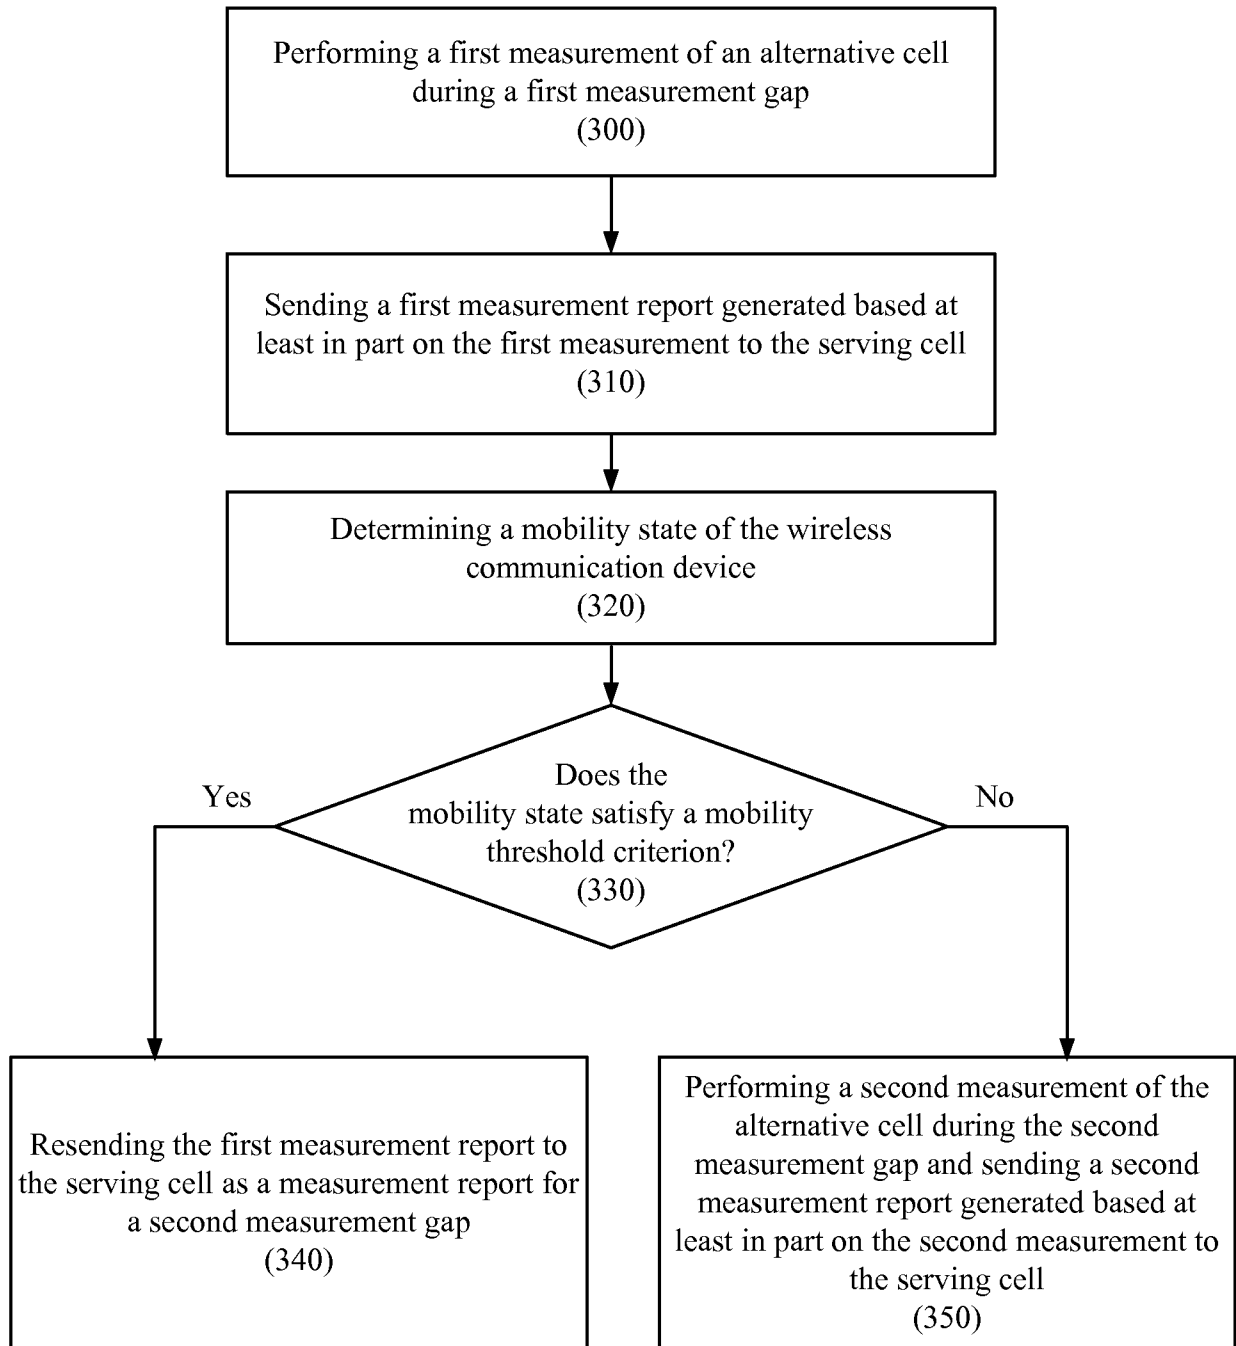 Performing a first measurement of an alternative cell
during a first measurement gap
(300)
Sending a first measurement report generated based at
least in part on the first measurement to the serving cell
(310)
Determining a mobility state of the wireless
communication device
(320)
Does the
mobility state satisfy a mobility
threshold criterion?
(330)
Yes
No
Resending the first measurement report to
the serving cell as a measurement report for
a second measurement gap
(340)
Performing a second measurement of the
alternative cell during the second
measurement gap and sending a second
measurement report generated based at
least in part on the second measurement to
the serving cell
(350)